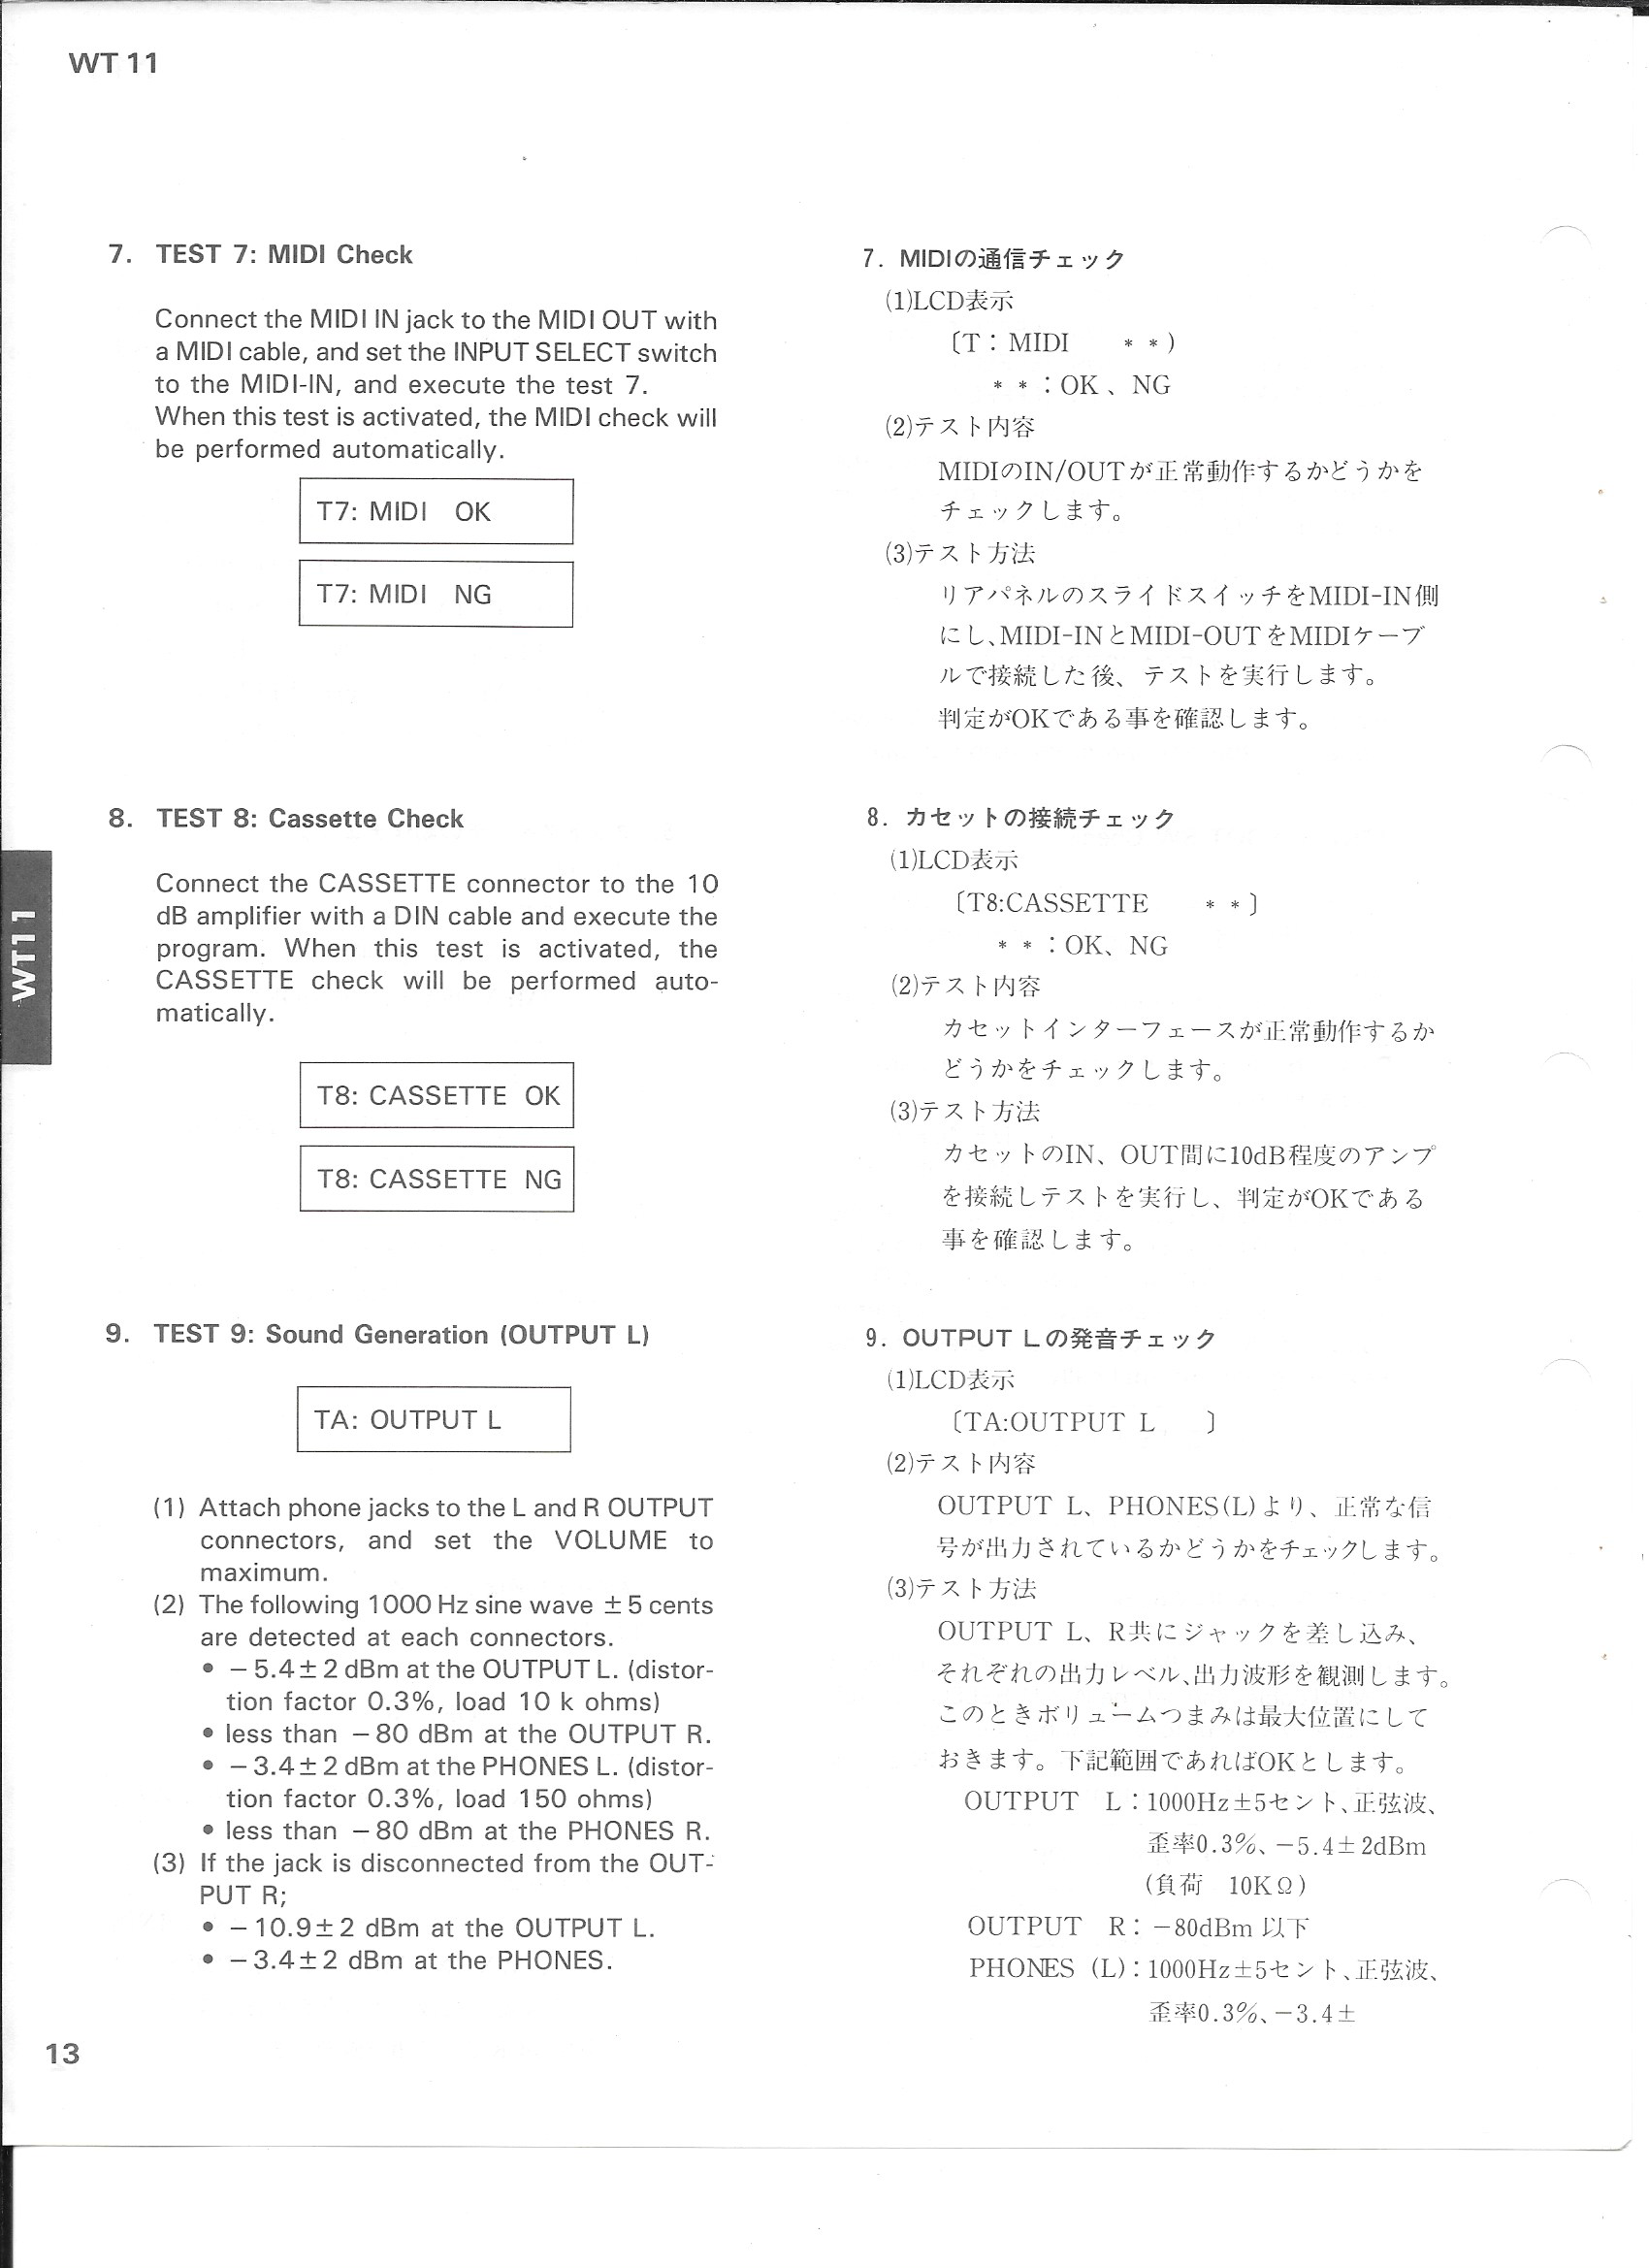 WT 11
7. TEST 7: MIDI Check
Connect the MIDI IN jack to the MIDI OUT with
a MIDI cable, and set the INPUT SELECT switch
to the MIDI-IN, and execute the test 7.
When this test is activated, the MIDI check will
be performed automatically.
T7: MIDI OK
T7: MIDI NG
8. TEST 8: Cassette Check
Connect the CASSETTE connector to the 10
dB amplifier with a DIN cable and execute the
program. When this test is activated, the
CASSETTE check will be performed auto-
matically.
T8: CASSETTE OK
T8: CASSETTE NG
9. TEST 9: Sound Generation (OUTPUT L)
TA: OUTPUT L
(1) Attach phone jacks to the L and R OUTPUT
connectors, and set the VOLUME to
maximum.
(2) The following 1000 Hz sine wave ±5 cents
are detected at each connectors.
• −5.4±2 dBm at the OUTPUT L. (distor-
tion factor 0.3%, load 10 k ohms)
• less than −80 dBm at the OUTPUT R.
• −3.4±2 dBm at the PHONES L. (distor-
tion factor 0.3%, load 150 ohms)
• less than −80 dBm at the PHONES R.
(3) If the jack is disconnected from the OUT-
PUT R;
• −10.9±2 dBm at the OUTPUT L.
• −3.4±2 dBm at the PHONES.
7. MIDIの通信チェック
(1)LCD表示
〔T：MIDI ＊＊)
＊＊：OK、NG
(2)テスト内容
MIDIのIN/OUTが正常動作するかどうかを
チェックします。
(3)テスト方法
リアパネルのスライドスイッチをMIDI-IN側
にし、MIDI-INとMIDI-OUTをMIDIケーブ
ルで接続した後、テストを実行します。
判定がOKである事を確認します。
8. カセットの接続チェック
(1)LCD表示
〔T8:CASSETTE ＊＊〕
＊＊：OK、NG
(2)テスト内容
カセットインターフェースが正常動作するか
どうかをチェックします。
(3)テスト方法
カセットのIN、OUT間に10dB程度のアンプ
を接続しテストを実行し、判定がOKである
事を確認します。
9. OUTPUT Lの発音チェック
(1)LCD表示
〔TA:OUTPUT L 〕
(2)テスト内容
OUTPUT L、PHONES(L)より、正常な信
号が出力されているかどうかをチェックします。
(3)テスト方法
OUTPUT L、R共にジャックを差し込み、
それぞれの出力レベル、出力波形を観測します。
このときボリュームつまみは最大位置にして
おきます。下記範囲であればOKとします。
OUTPUT L：1000Hz±5セント、正弦波、
歪率0.3%、−5.4±2dBm
(負荷 10KΩ)
OUTPUT R：−80dBm 以下
PHONES (L)：1000Hz±5セント、正弦波、
歪率0.3%、−3.4±
WT11
13